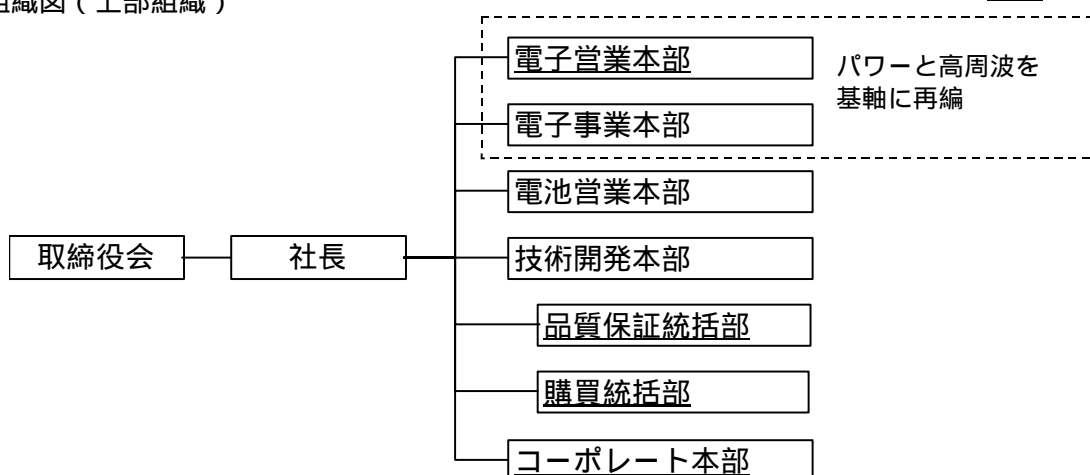 組織図（上部組織）
電子営業本部
パワーと高周波を
基軸に再編
電子事業本部
電池営業本部
取締役会
社長
技術開発本部
品質保証統括部
購買統括部
コーポレート本部